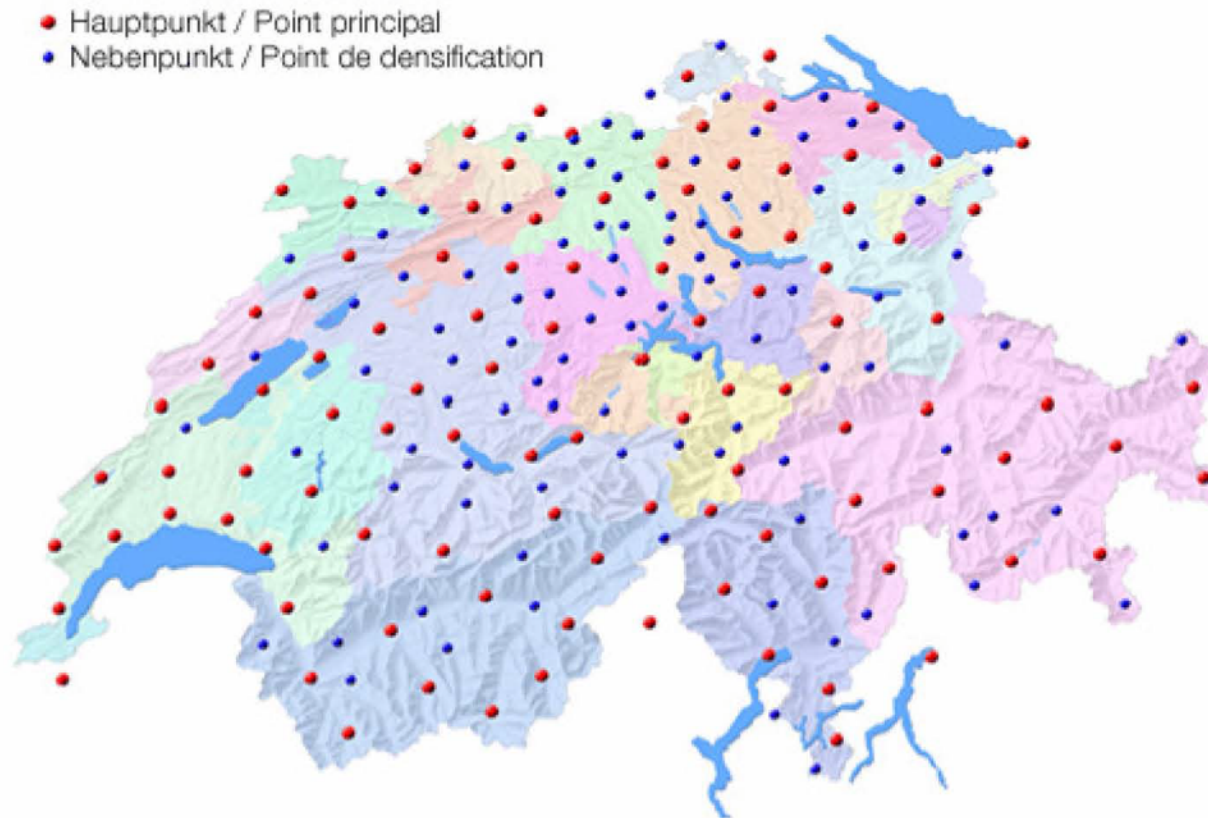 Hauptpunkt / Point principal
Nebenpunkt / Point de densification